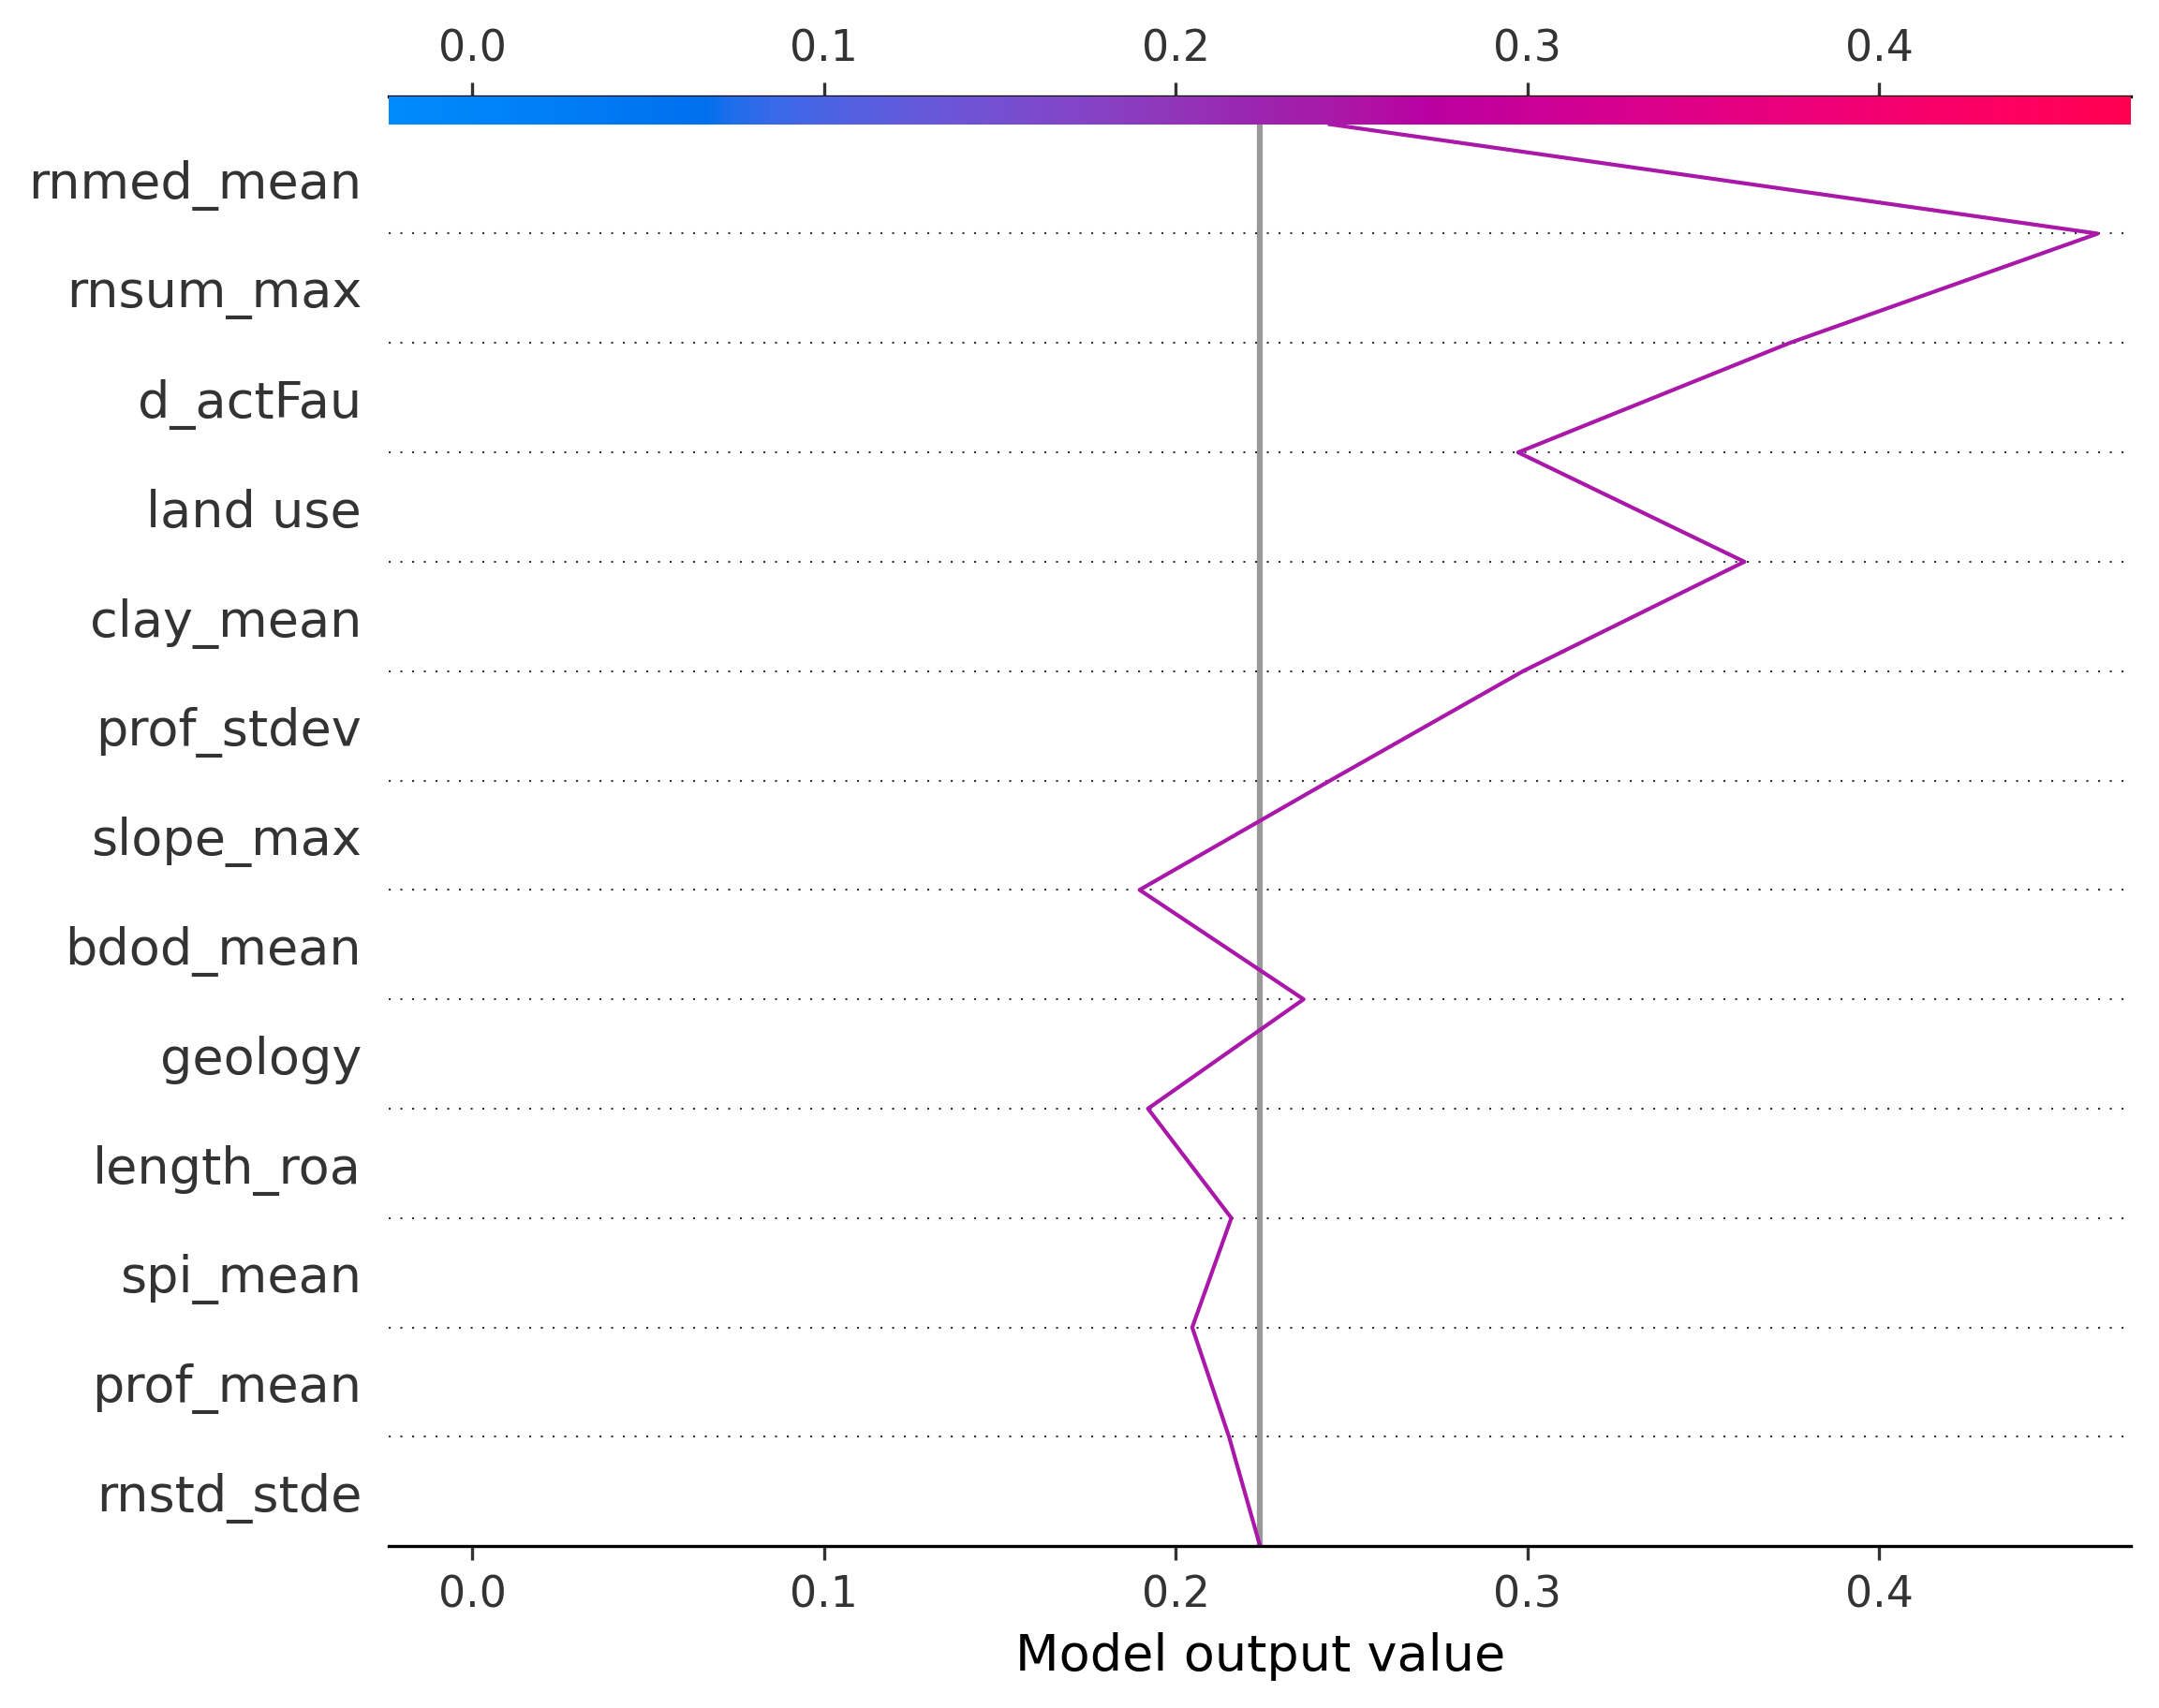 0.0 0.1 0.2 0.3 0.4
rnmed_mean
rnsum_max
d_actFau
land use
clay_mean
prof_stdev
slope_max
bdod_mean
geology
length_roa
spi_mean
prof_mean
rnstd_stde
0.0 0.1 0.2 0.3 0.4
Model output value